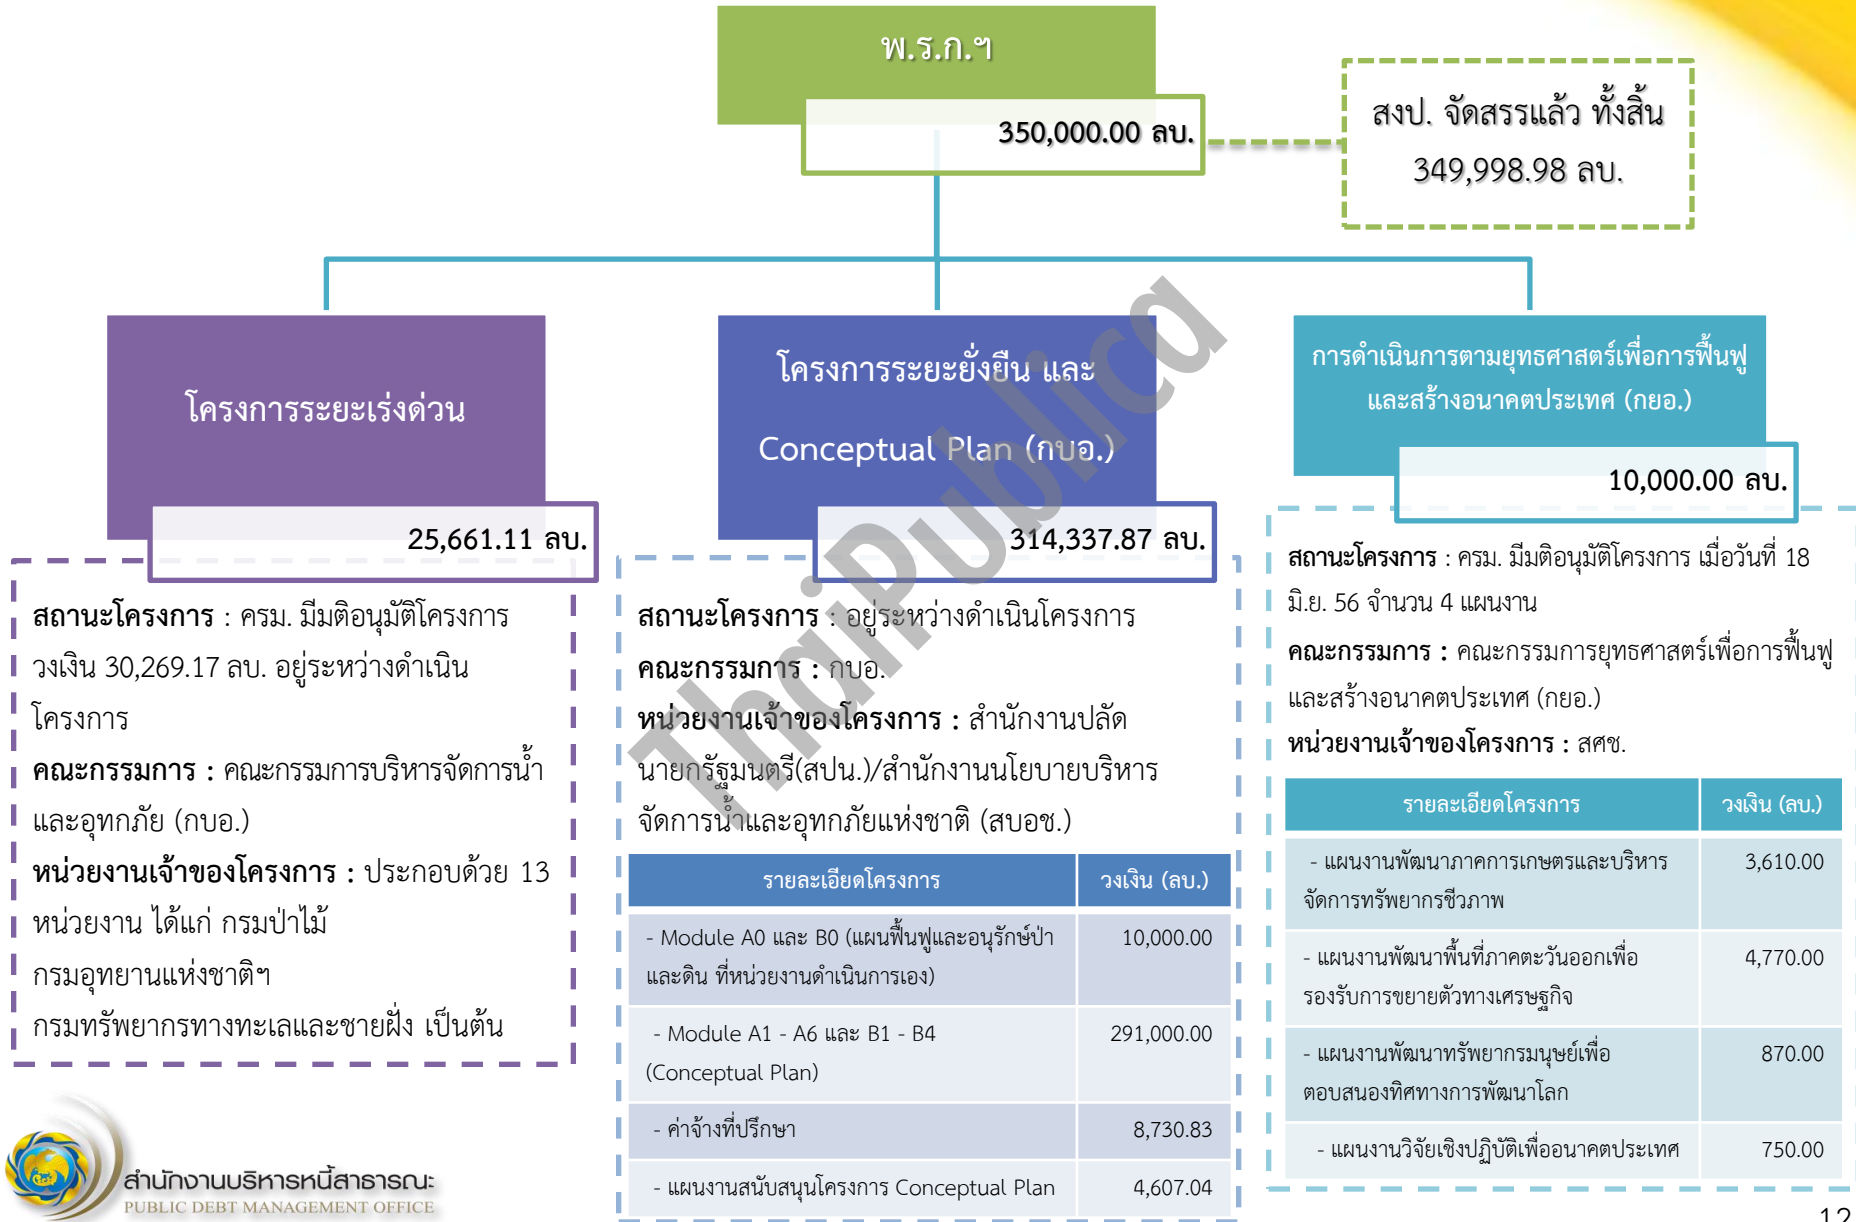 พ.ร.ก.ฯ
350,000.00 ลบ.
สงป. จัดสรรแล้ว ทั้งสิ้น
349,998.98 ลบ.
โครงการระยะเร่งด่วน
25,661.11 ลบ.
สถานะโครงการ : ครม. มีมติอนุมัติโครงการ
วงเงิน 30,269.17 ลบ. อยู่ระหว่างดำเนิน
โครงการ
คณะกรรมการ : คณะกรรมการบริหารจัดการน้ำ
และอุทกภัย (กบอ.)
หน่วยงานเจ้าของโครงการ : ประกอบด้วย 13
หน่วยงาน ได้แก่ กรมป่าไม้
กรมอุทยานแห่งชาติฯ
กรมทรัพยากรทางทะเลและชายฝั่ง เป็นต้น
โครงการระยะยั่งยืน และ
Conceptual Plan (กบอ.)
314,337.87 ลบ.
สถานะโครงการ : อยู่ระหว่างดำเนินโครงการ
คณะกรรมการ : กบอ.
หน่วยงานเจ้าของโครงการ : สำนักงานปลัด
นายกรัฐมนตรี(สปน.)/สำนักงานนโยบายบริหาร
จัดการน้ำและอุทกภัยแห่งชาติ (สบอช.)
รายละเอียดโครงการ วงเงิน (ลบ.)
- Module A0 และ B0 (แผนฟื้นฟูและอนุรักษ์ป่า 10,000.00
และดิน ที่หน่วยงานดำเนินการเอง)
- Module A1 - A6 และ B1 - B4 291,000.00
(Conceptual Plan)
- ค่าจ้างที่ปรึกษา 8,730.83
- แผนงานสนับสนุนโครงการ Conceptual Plan 4,607.04
การดำเนินการตามยุทธศาสตร์เพื่อการฟื้นฟู
และสร้างอนาคตประเทศ (กยอ.)
10,000.00 ลบ.
สถานะโครงการ : ครม. มีมติอนุมัติโครงการ เมื่อวันที่ 18
มิ.ย. 56 จำนวน 4 แผนงาน
คณะกรรมการ : คณะกรรมการยุทธศาสตร์เพื่อการฟื้นฟู
และสร้างอนาคตประเทศ (กยอ.)
หน่วยงานเจ้าของโครงการ : สศช.
รายละเอียดโครงการ วงเงิน (ลบ.)
- แผนงานพัฒนาภาคการเกษตรและบริหาร 3,610.00
จัดการทรัพยากรชีวภาพ
- แผนงานพัฒนาพื้นที่ภาคตะวันออกเพื่อ 4,770.00
รองรับการขยายตัวทางเศรษฐกิจ
- แผนงานพัฒนาทรัพยากรมนุษย์เพื่อ 870.00
ตอบสนองทิศทางการพัฒนาโลก
- แผนงานวิจัยเชิงปฏิบัติเพื่ออนาคตประเทศ 750.00
ThaiPublica
สำนักงานบริหารหนี้สาธารณะ
PUBLIC DEBT MANAGEMENT OFFICE
12